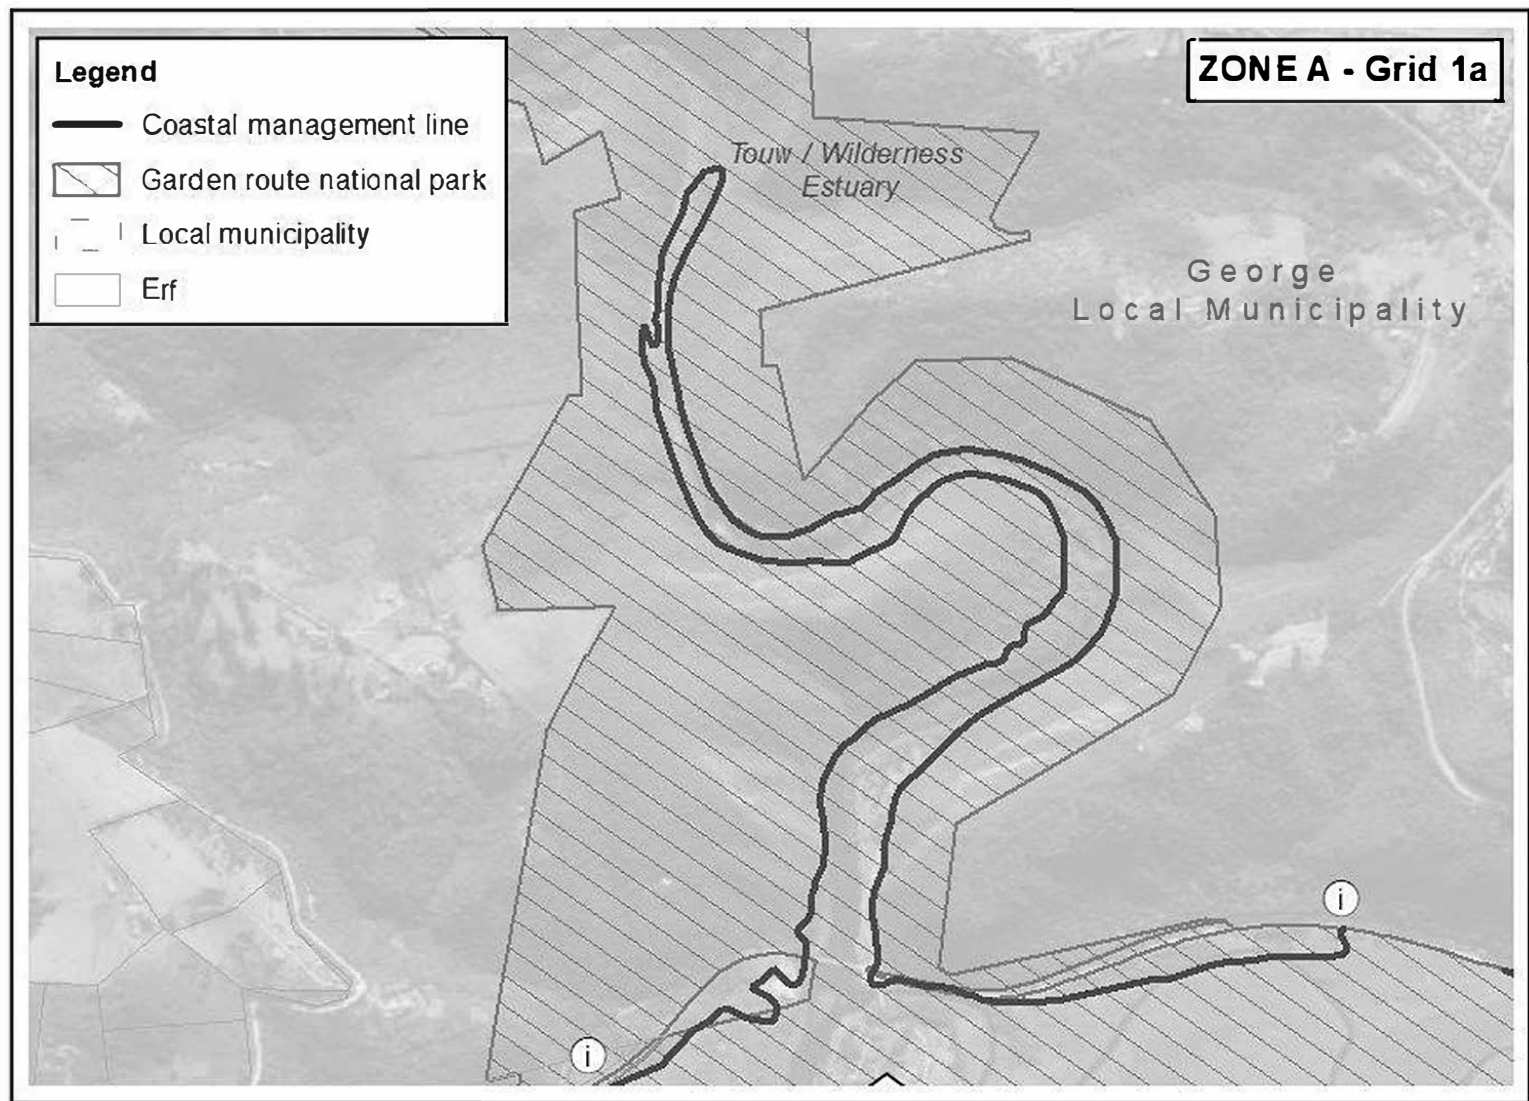 Legend
Coastal management line
Garden route national park
Local municipality
Erf
ZONE A - Grid 1a
Touw / Wilderness
Estuary
George
Local Municipality
i
i